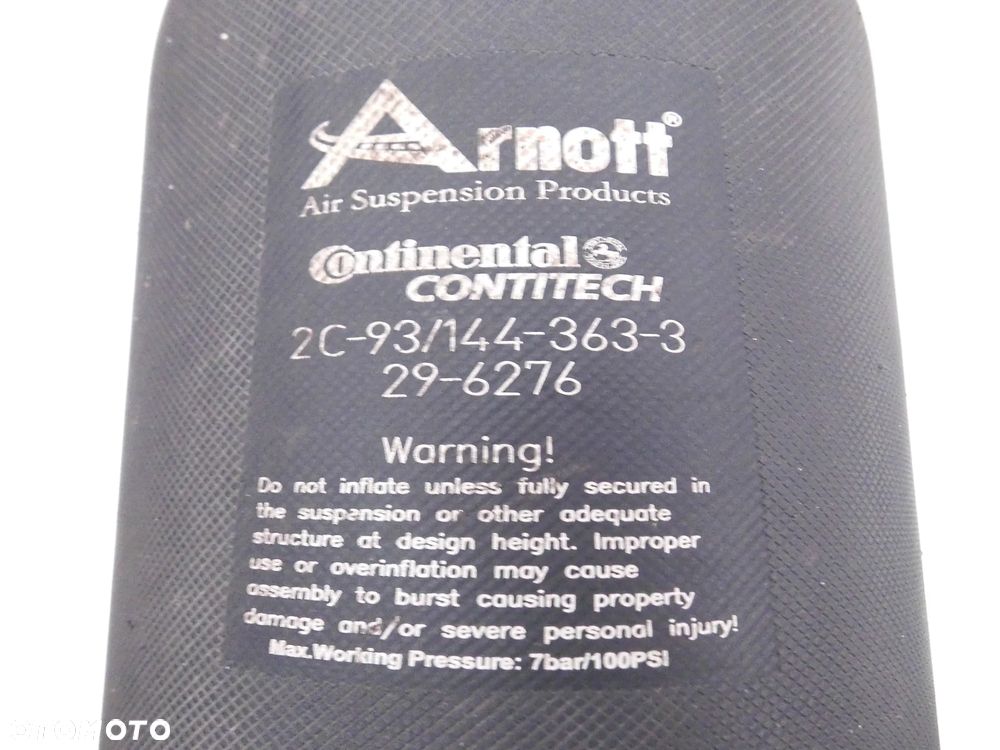 Arnott®
Air Suspension Products
Continental
CONTITECH
2C-93/144-363-3
29-6276
Warning!
Do not inflate unless fully secured in
the suspension or other adequate
structure at design height. Improper
use or overinflation may cause
assembly to burst causing property
damage and/or severe personal injury!
Max.Working Pressure: 7bar/100PSI
OTOMOTO